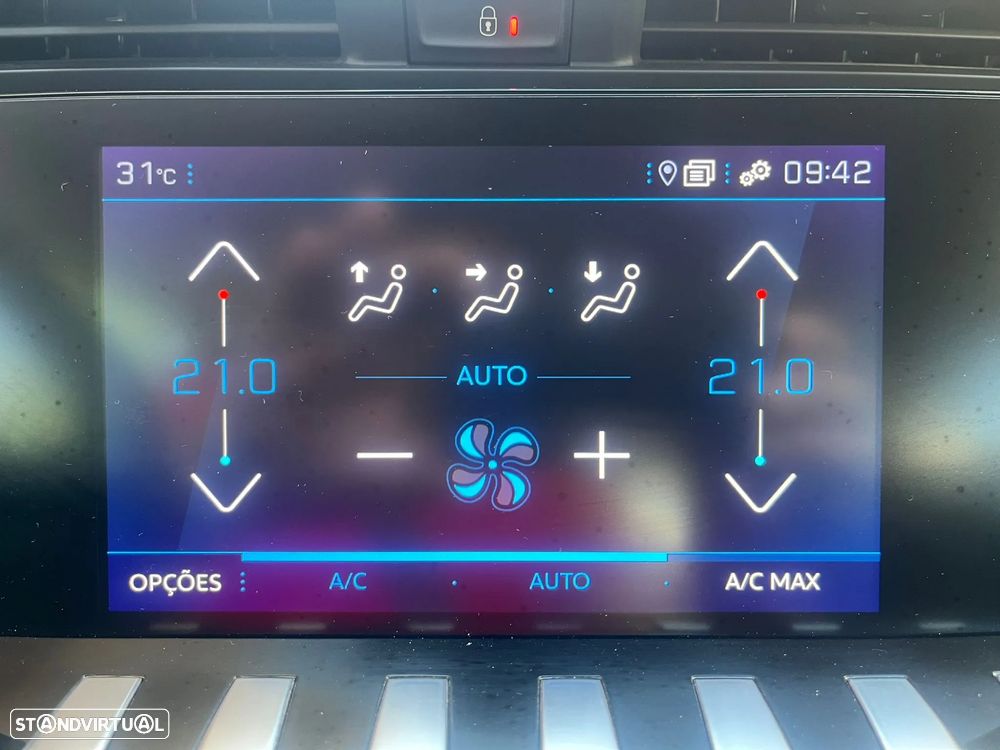 31°C 09:42
21.0 21.0
AUTO
OPÇÕES A/C AUTO A/C MAX
STANDVIRTUAL